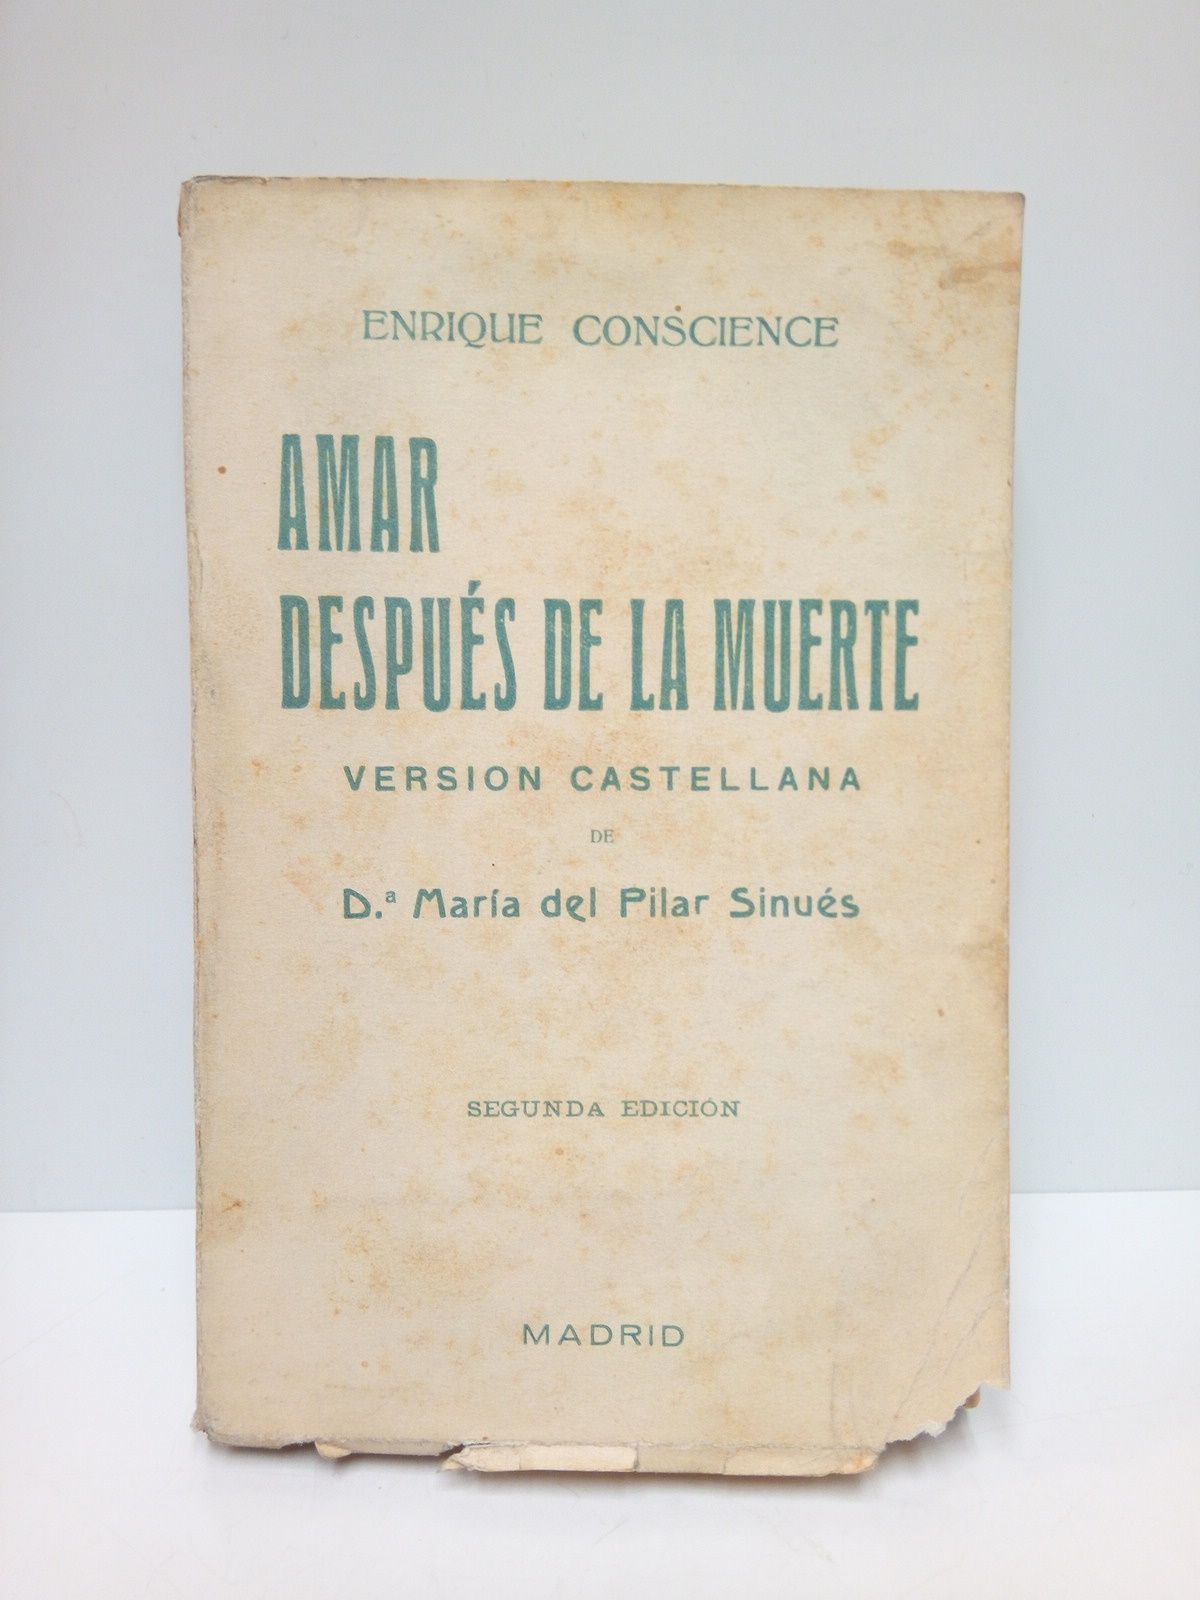 ENRIQUE CONSCIENCE
AMAR
DESPUÉS DE LA MUERTE
VERSION CASTELLANA
DE
D.ª María del Pilar Sinués
SEGUNDA EDICIÓN
MADRID